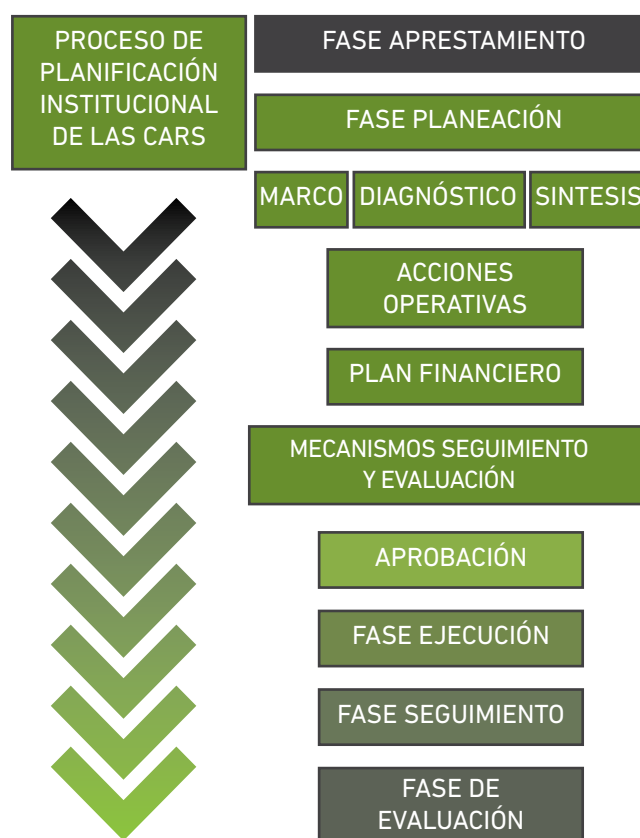 PROCESO DE
PLANIFICACIÓN
INSTITUCIONAL
DE LAS CARS
FASE APRESTAMIENTO
FASE PLANEACIÓN
MARCO
DIAGNÓSTICO
SINTESIS
ACCIONES
OPERATIVAS
PLAN FINANCIERO
MECANISMOS SEGUIMIENTO
Y EVALUACIÓN
APROBACIÓN
FASE EJECUCIÓN
FASE SEGUIMIENTO
FASE DE
EVALUACIÓN